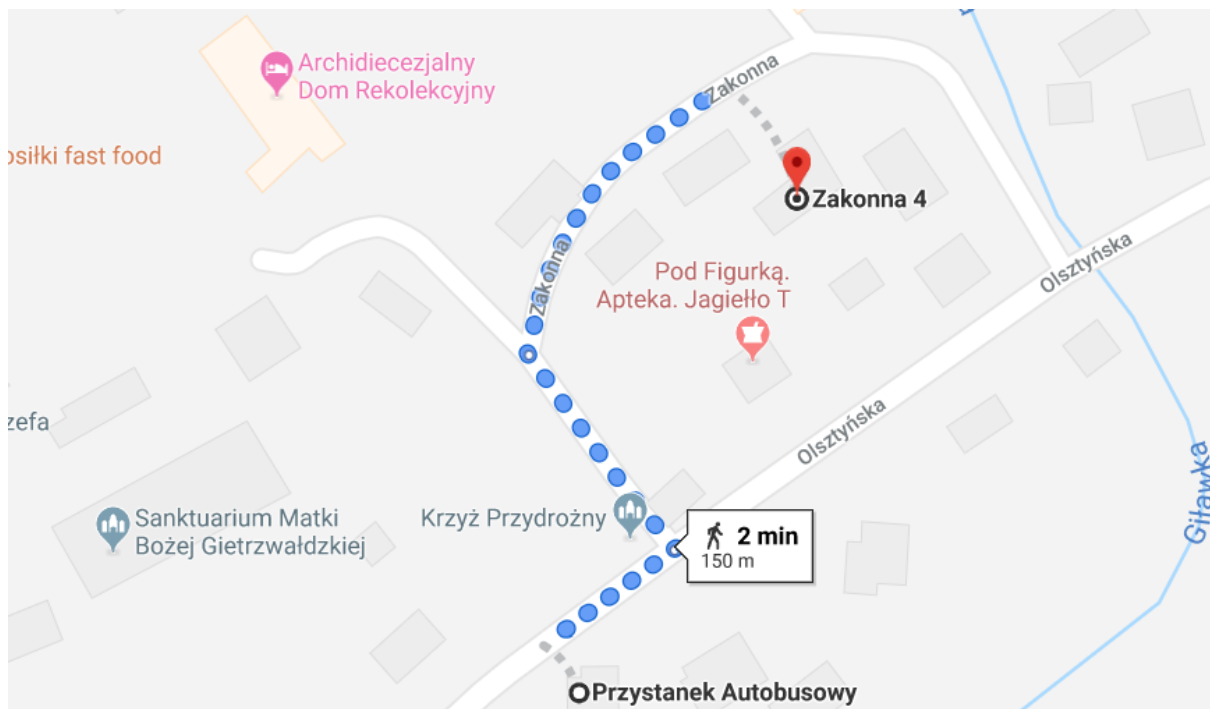 Archidiecezjalny
Dom Rekolekcyjny
Zakonna
osiłki fast food
Zakonna 4
Zakonna
Olsztyńska
Pod Figurką.
Apteka. Jagiełło T
Olsztyńska
zefa
Giławka
Sanktuarium Matki
Bożej Gietrzwałdzkiej
Krzyż Przydrożny
2 min
150 m
Przystanek Autobusowy